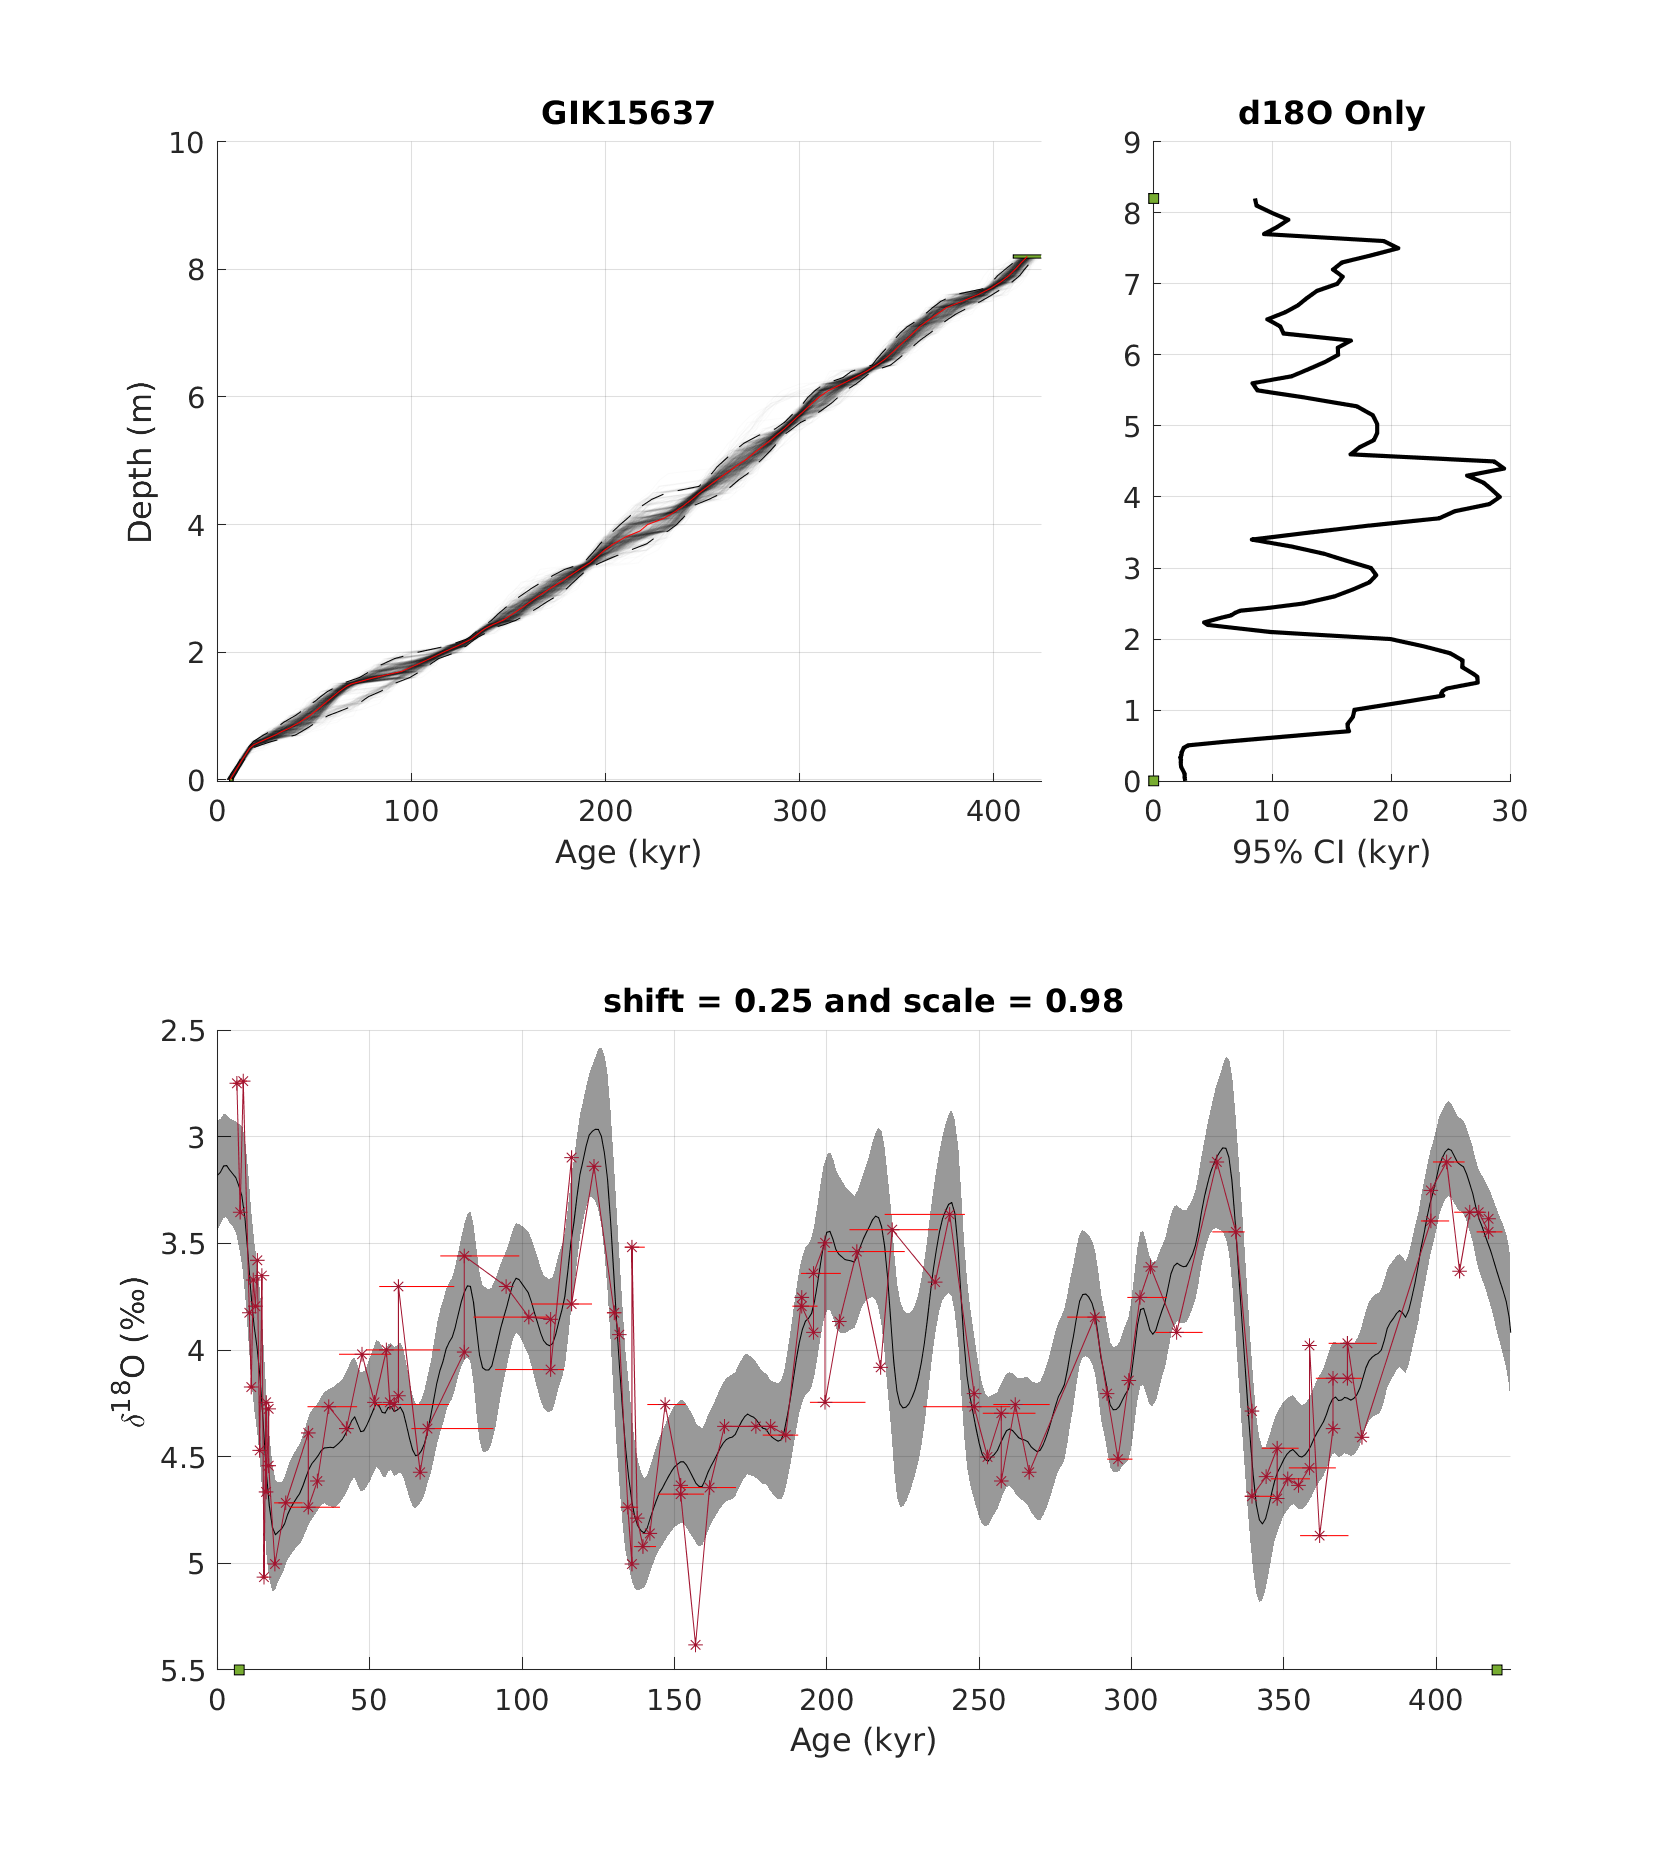 GIK15637
10
8
6
4
2
0
0 100 200 300 400
Depth (m)
Age (kyr)
d18O Only
9
8
7
6
5
4
3
2
1
0
0 10 20 30
95% CI (kyr)
shift = 0.25 and scale = 0.98
2.5
3
3.5
4
4.5
5
5.5
0 50 100 150 200 250 300 350 400
δ18O (‰)
Age (kyr)